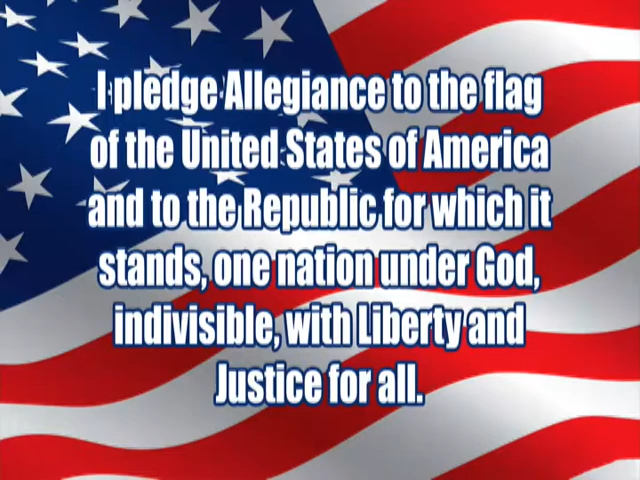 I pledge Allegiance to the flag
of the United States of America
and to the Republic for which it
stands, one nation under God,
indivisible, with Liberty and
Justice for all.